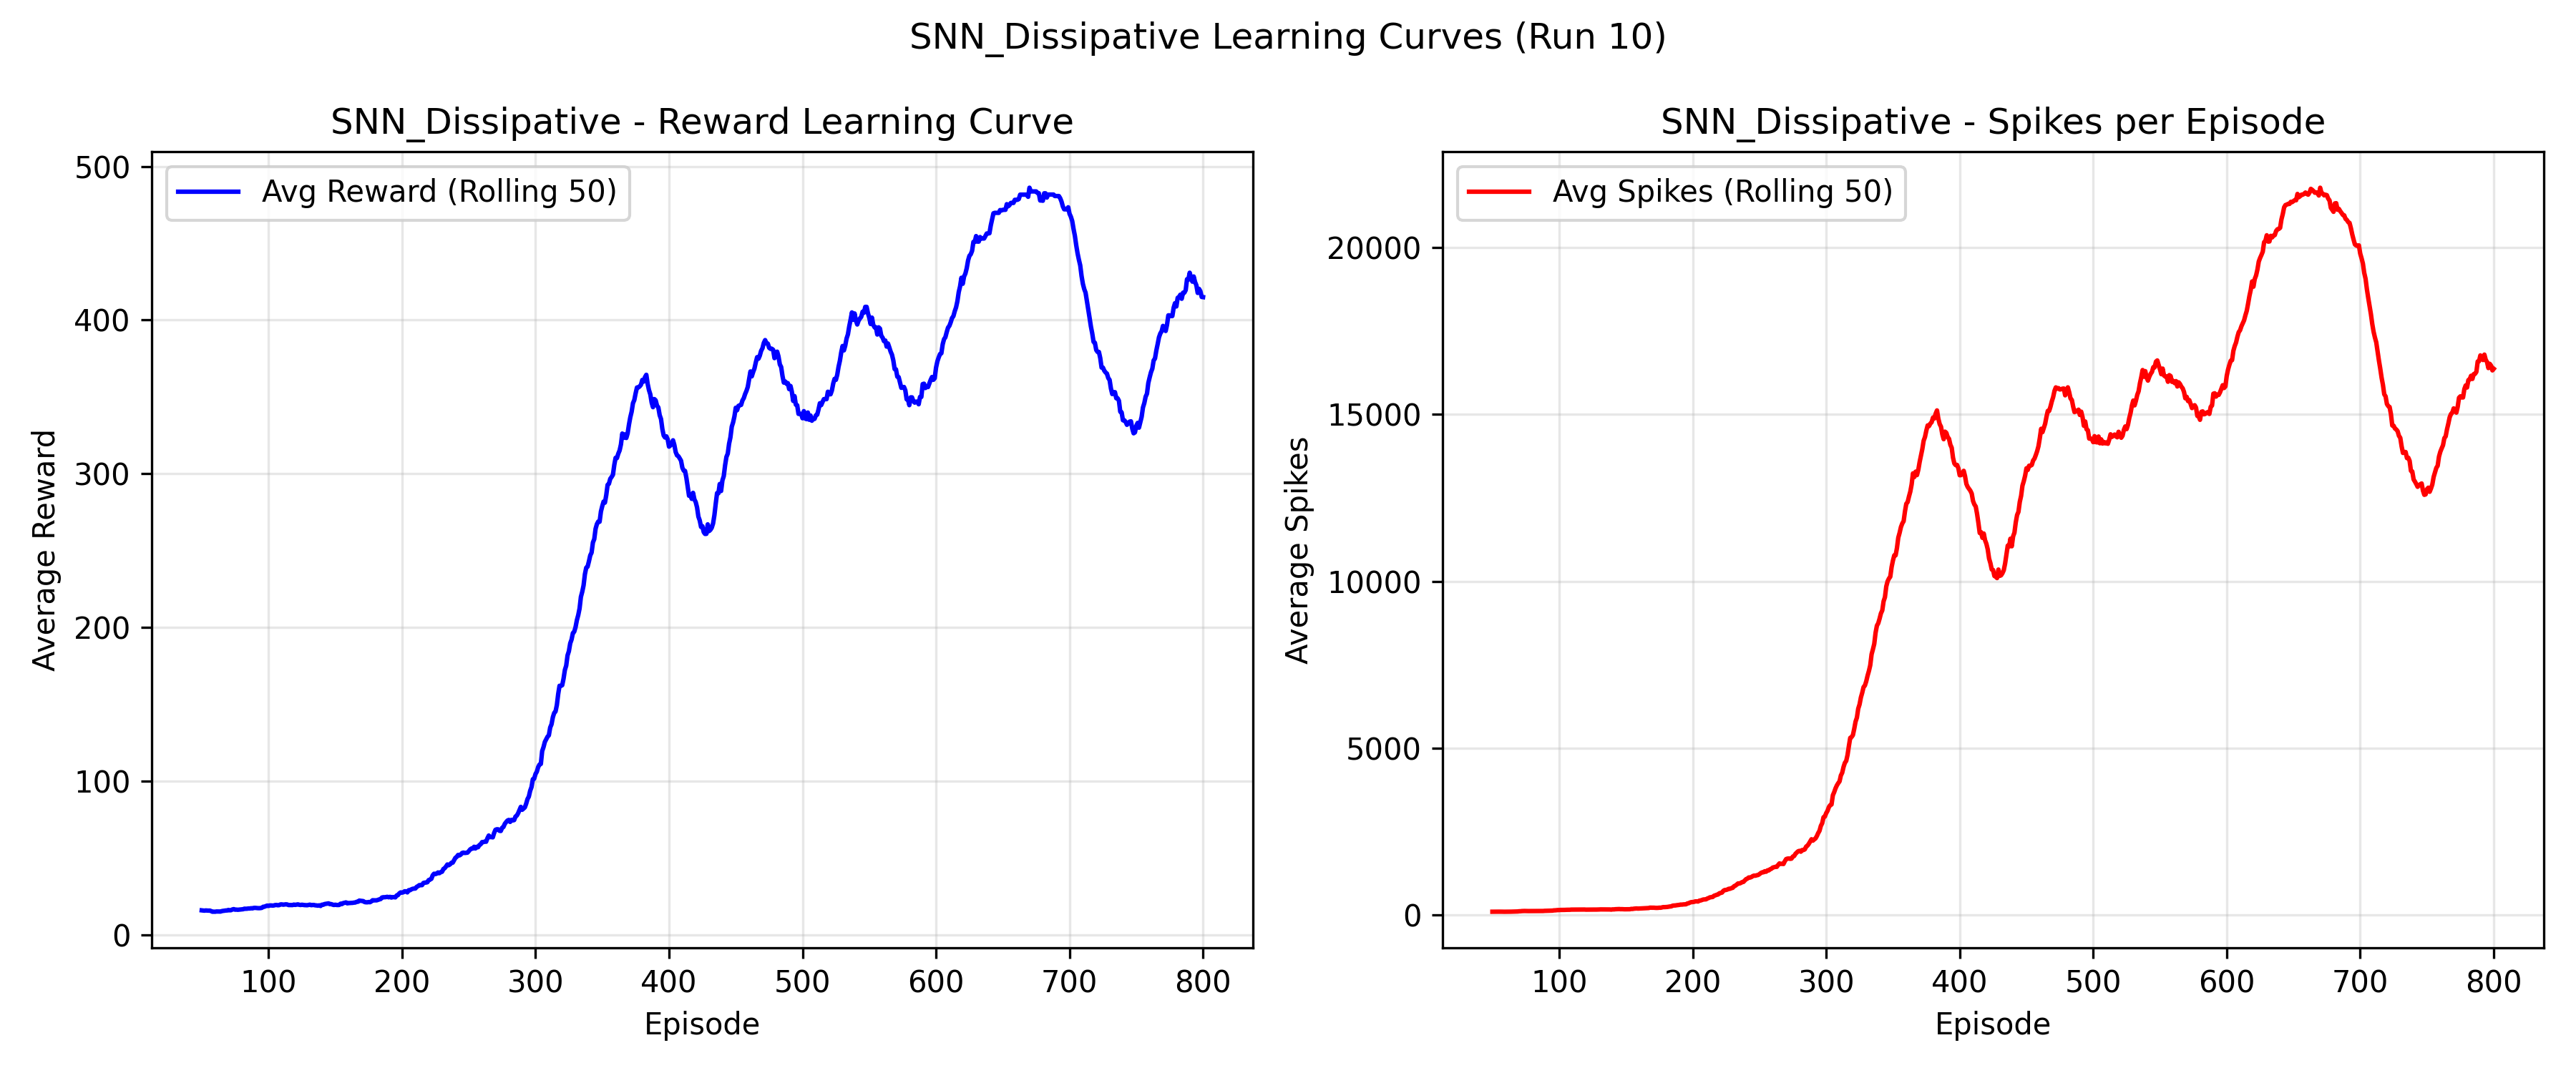 SNN_Dissipative Learning Curves (Run 10)
SNN_Dissipative - Reward Learning Curve
Avg Reward (Rolling 50)
Average Reward
500
400
300
200
100
0
100 200 300 400 500 600 700 800
Episode
SNN_Dissipative - Spikes per Episode
Avg Spikes (Rolling 50)
Average Spikes
20000
15000
10000
5000
0
100 200 300 400 500 600 700 800
Episode